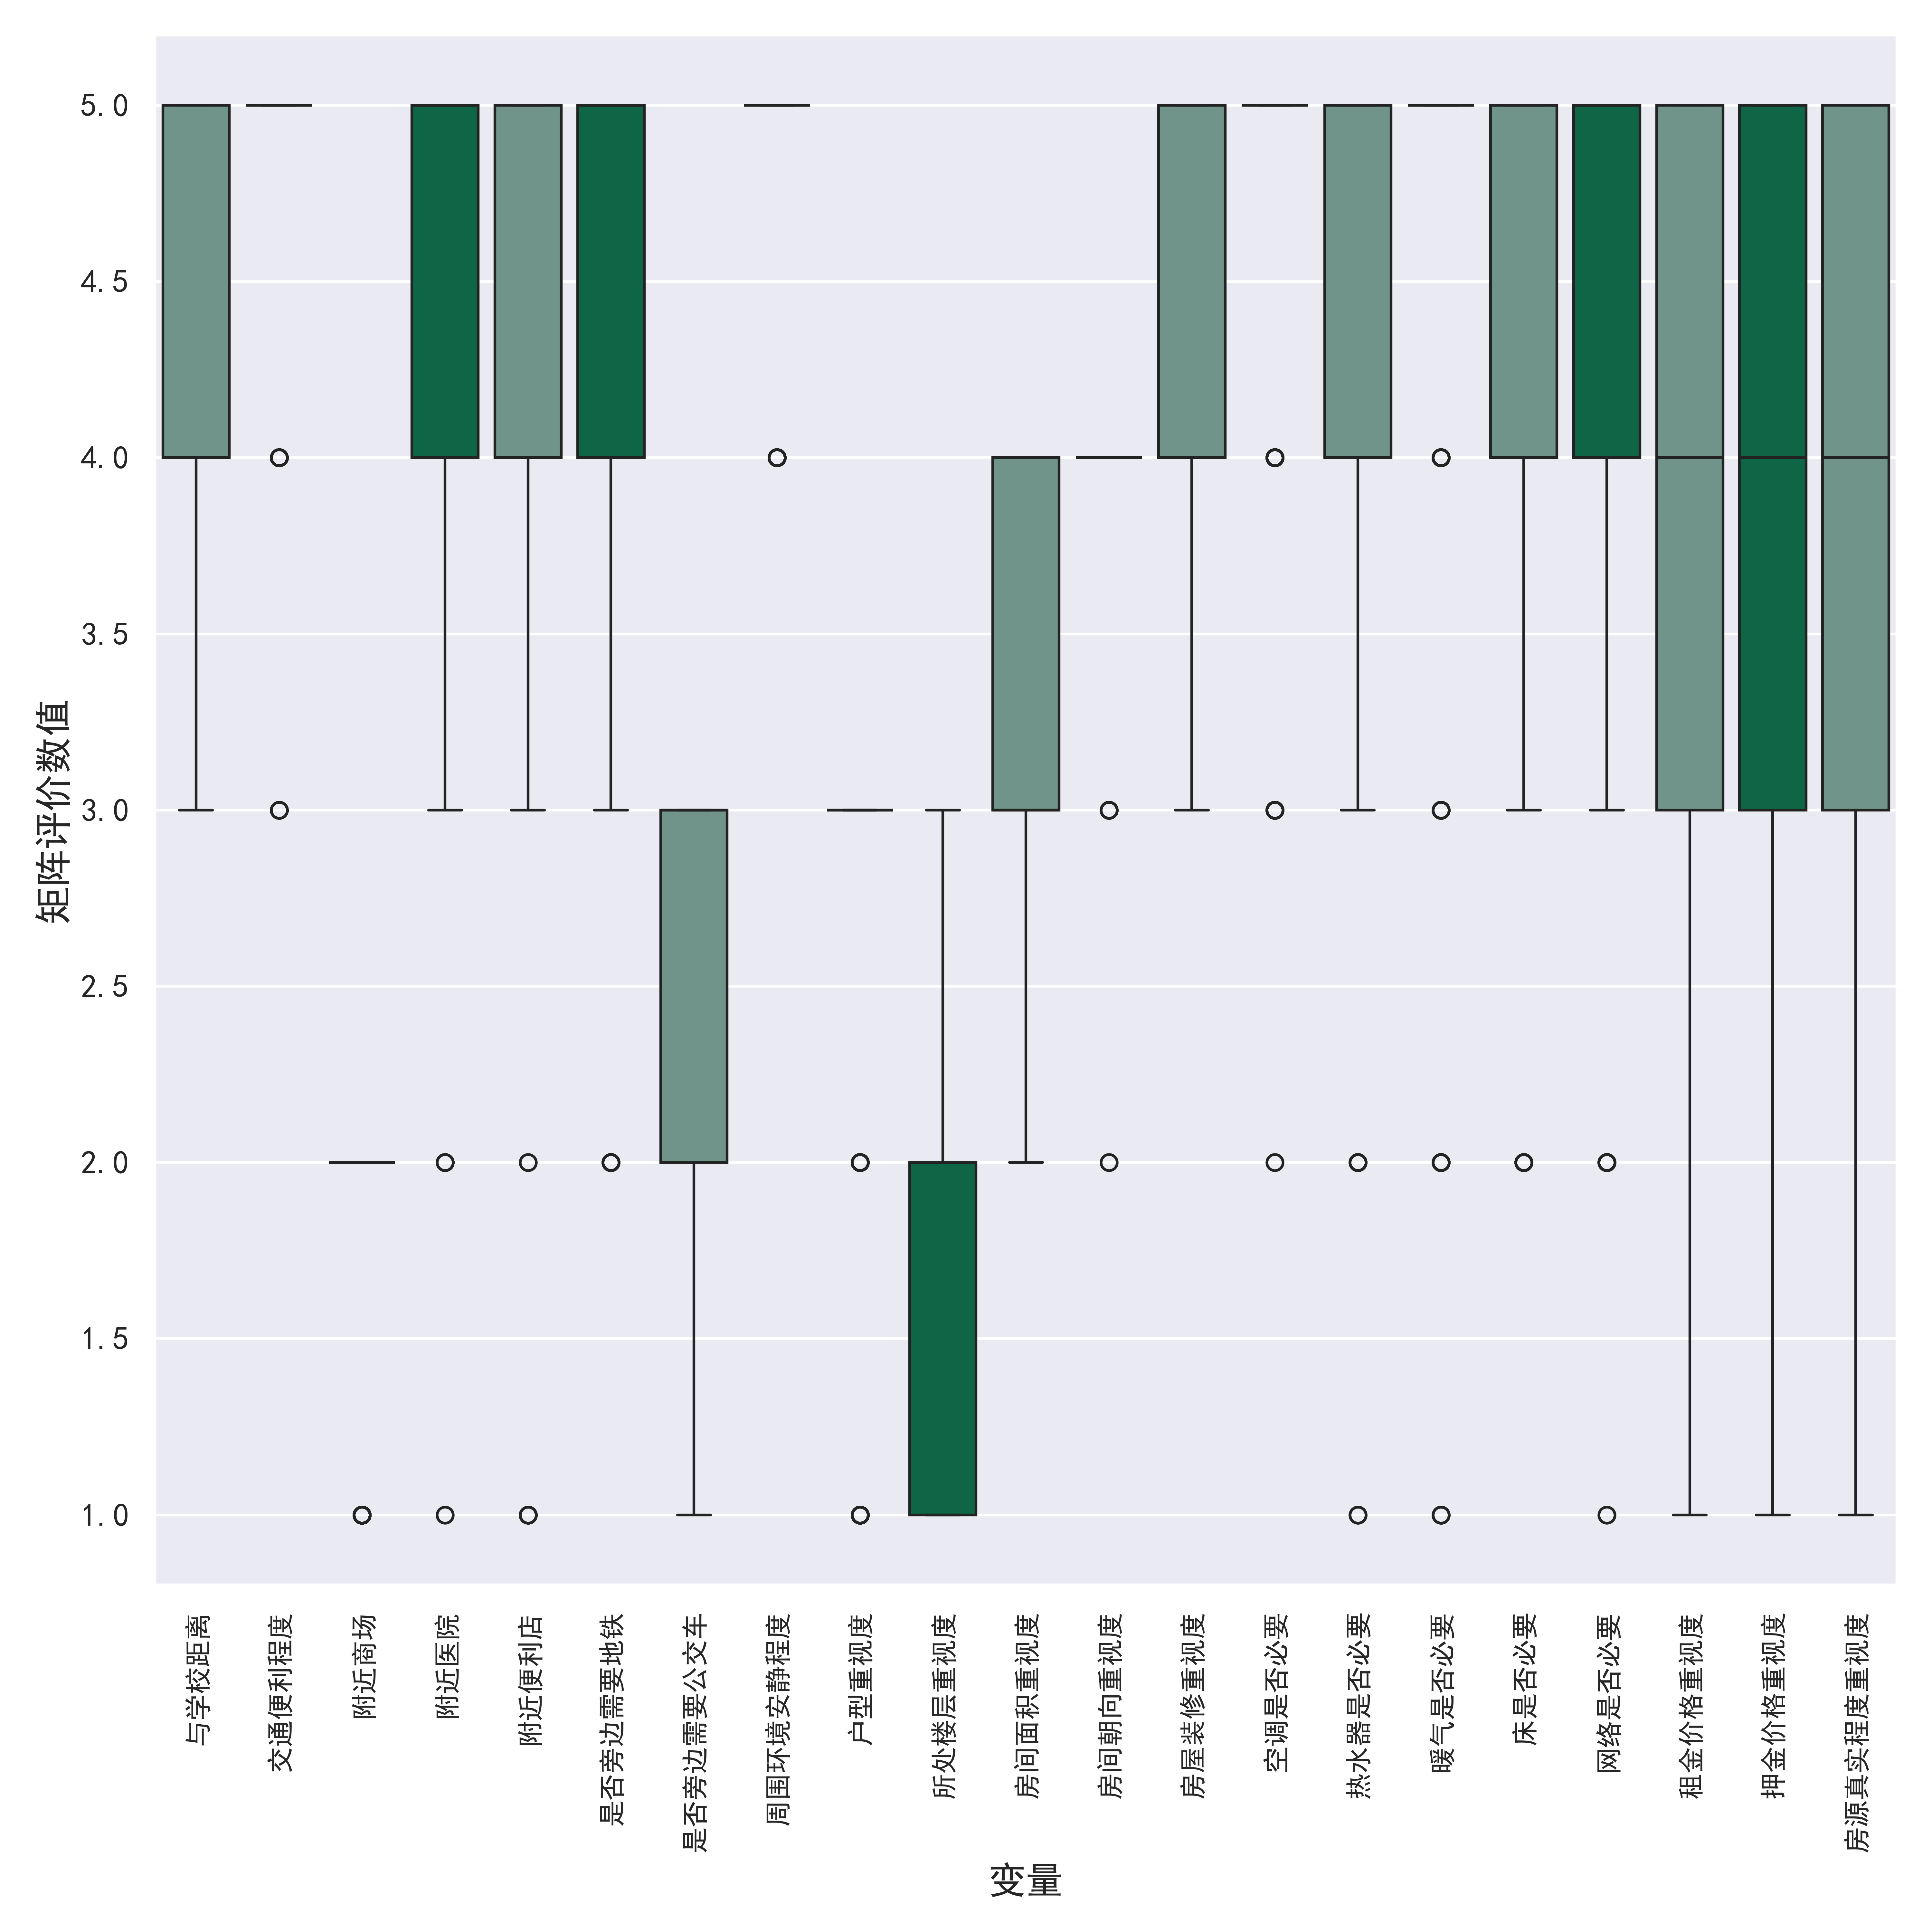 矩阵评价数值
5.0
4.5
4.0
3.5
3.0
2.5
2.0
1.5
1.0
与学校距离
交通便利程度
附近商场
附近医院
附近便利店
是否旁边需要地铁
是否旁边需要公交车
周围环境安静程度
户型重视度
所处楼层重视度
房间面积重视度
房间朝向重视度
房屋装修重视度
空调是否必要
热水器是否必要
暖气是否必要
床是否必要
网络是否必要
租金价格重视度
押金价格重视度
房源真实程度重视度
变量